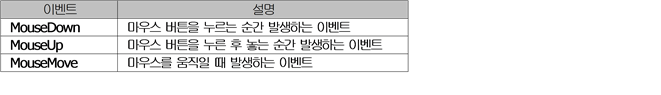 이벤트 설명
MouseDown 마우스 버튼을 누르는 순간 발생하는 이벤트
MouseUp 마우스 버튼을 누른 후 놓는 순간 발생하는 이벤트
MouseMove 마우스를 움직일 때 발생하는 이벤트